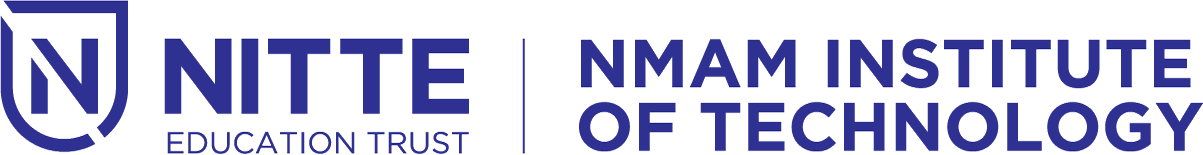 N
NITTE
EDUCATION TRUST
NMAM INSTITUTE
OF TECHNOLOGY